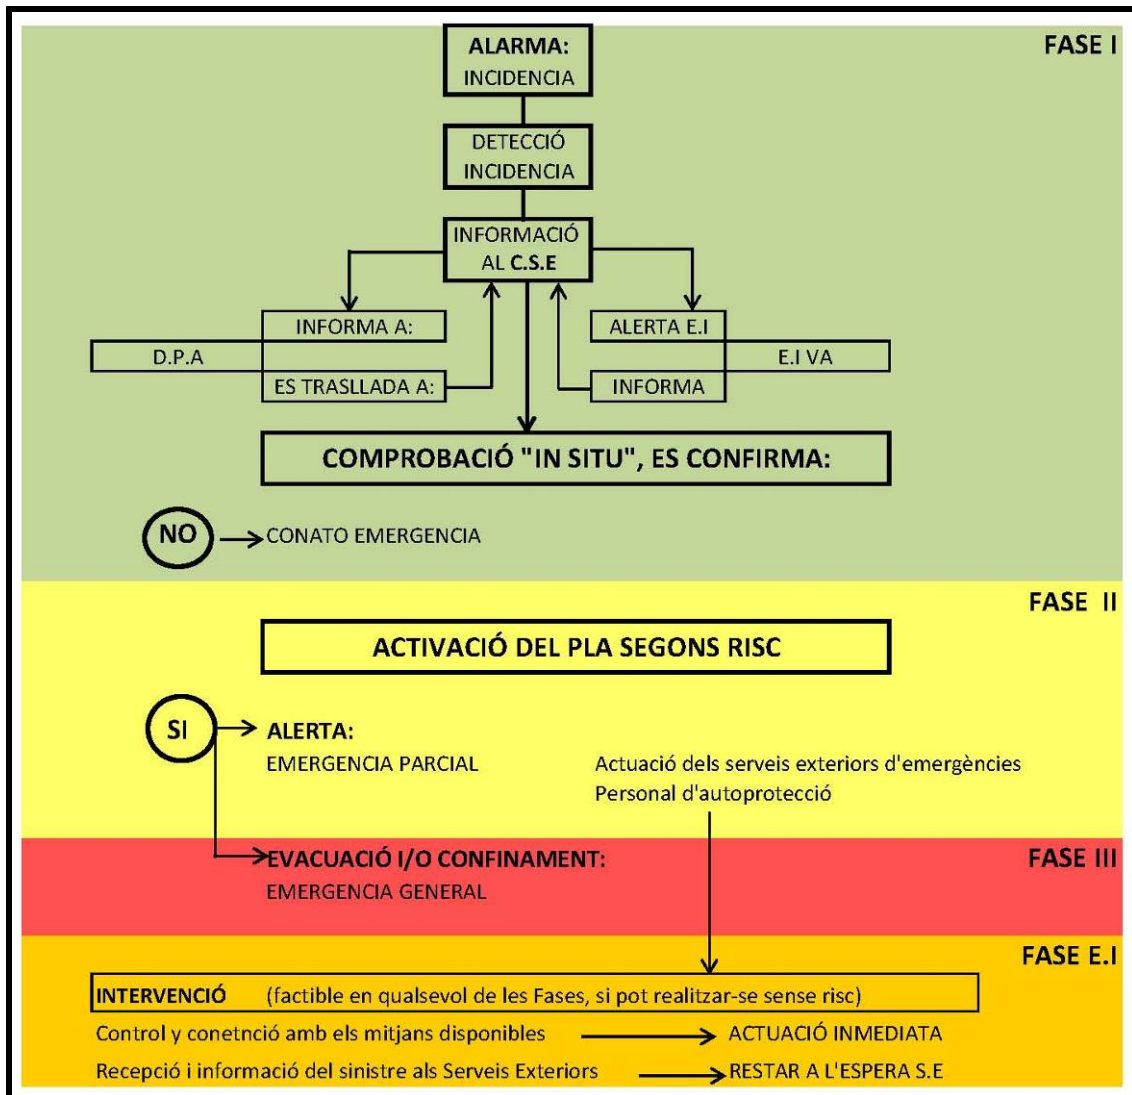 FASE I
ALARMA:
INCIDENCIA
DETECCIÓ
INCIDENCIA
INFORMACIÓ
AL C.S.E
INFORMA A:
ALERTA E.I
D.P.A
E.I VA
ES TRASLLADA A:
INFORMA
COMPROBACIÓ "IN SITU", ES CONFIRMA:
NO
CONATO EMERGENCIA
FASE II
ACTIVACIÓ DEL PLA SEGONS RISC
SI
ALERTA:
EMERGENCIA PARCIAL
Actuació dels serveis exteriors d'emergències
Personal d'autoprotecció
FASE III
EVACUACIÓ I/O CONFINAMENT:
EMERGENCIA GENERAL
FASE E.I
INTERVENCIÓ (factible en qualsevol de les Fases, si pot realitzar-se sense risc)
Control y conetnció amb els mitjans disponibles ACTUACIÓ INMEDIATA
Recepció i informació del sinistre als Serveis Exteriors RESTAR A L'ESPERA S.E